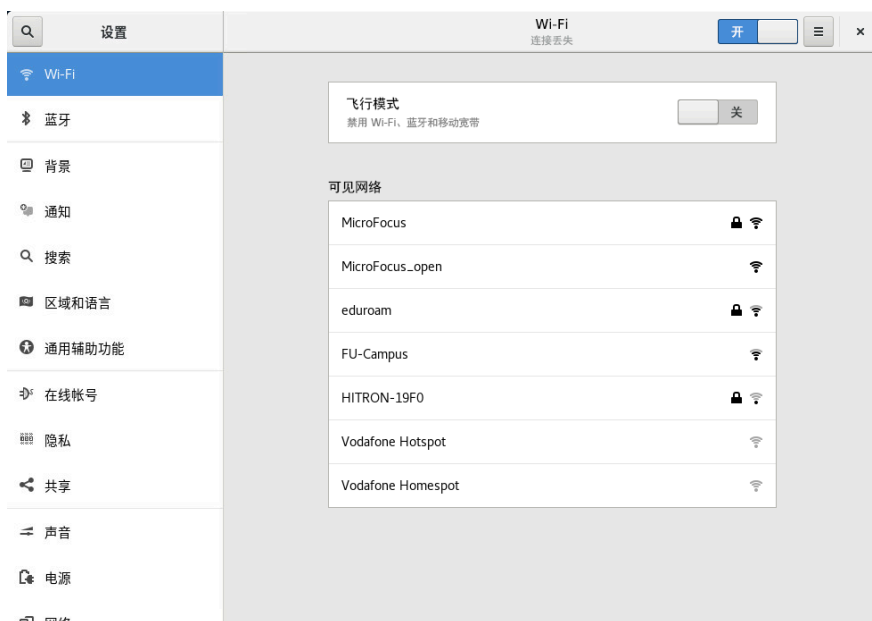 设置
Wi-Fi
连接丢失
开
Wi-Fi
蓝牙
背景
通知
搜索
区域和语言
通用辅助功能
在线帐号
隐私
共享
声音
电源
飞行模式
禁用 Wi-Fi、蓝牙和移动宽带
关
可见网络
MicroFocus
MicroFocus_open
eduroam
FU-Campus
HITRON-19F0
Vodafone Hotspot
Vodafone Homespot